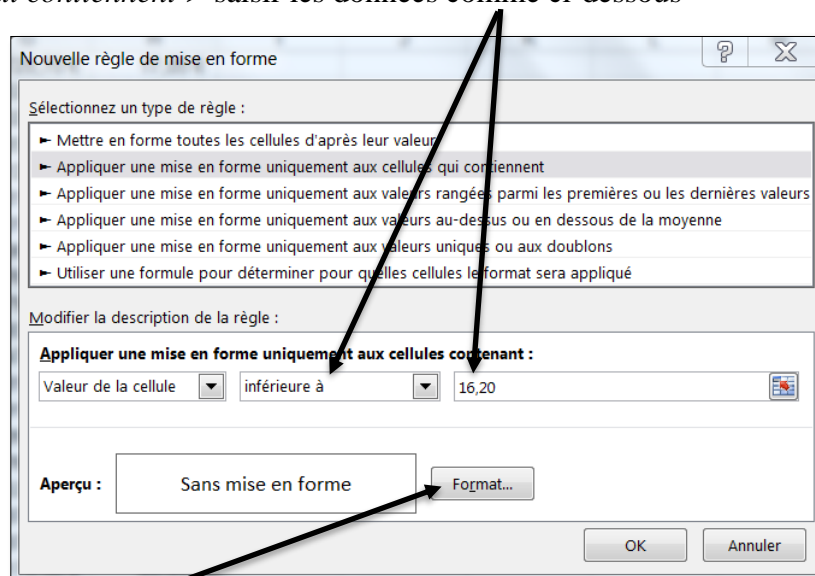 contiennent > saisir les données comme ci-dessous
Nouvelle règle de mise en forme
Sélectionnez un type de règle :
► Mettre en forme toutes les cellules d'après leur valeur
► Appliquer une mise en forme uniquement aux cellules qui contiennent
► Appliquer une mise en forme uniquement aux valeurs rangées parmi les premières ou les dernières valeurs
► Appliquer une mise en forme uniquement aux valeurs au-dessus ou en dessous de la moyenne
► Appliquer une mise en forme uniquement aux valeurs uniques ou aux doublons
► Utiliser une formule pour déterminer pour quelles cellules le format sera appliqué
Modifier la description de la règle :
Appliquer une mise en forme uniquement aux cellules contenant :
Valeur de la cellule inférieure à 16,20
Aperçu : Sans mise en forme Format...
OK Annuler